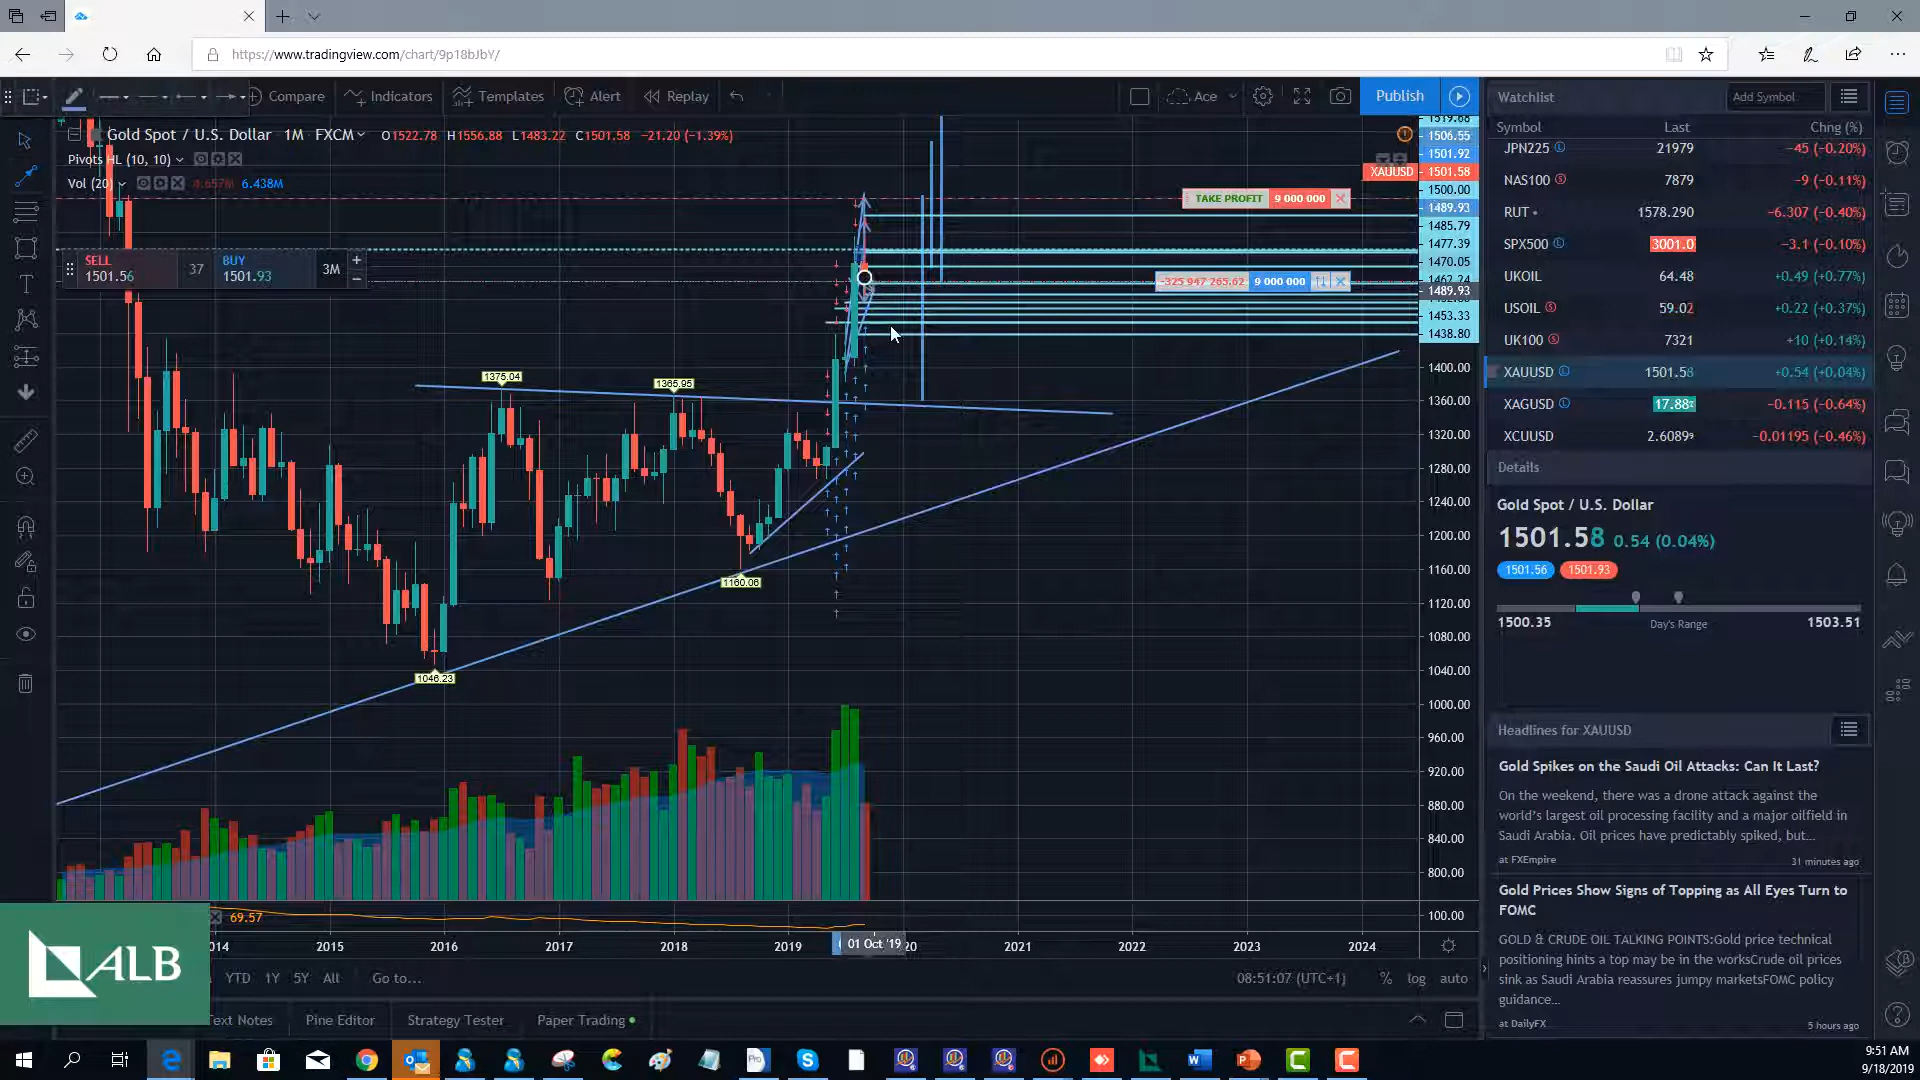 https://www.tradingview.com/chart/9p18bJbY/
Compare Indicators Templates Alert Replay Ace Publish
Gold Spot / U.S. Dollar 1M FXCM O1522.78 H1556.88 L1483.22 C1501.58 −21.20 (−1.39%)
Pivots HL (10, 10)
Vol (20) 4.657M 6.438M
SELL
1501.56
37
BUY
1501.93
3M
TAKE PROFIT 9 000 000
−325 947 265.62 9 000 000
1375.04
1365.95
1160.06
1046.23
1506.55
1501.92
XAUUSD 1501.58
1500.00
1489.93
1485.79
1477.39
1470.05
1462.24
1489.93
1453.33
1438.80
1400.00
1360.00
1320.00
1280.00
1240.00
1200.00
1160.00
1120.00
1080.00
1040.00
1000.00
960.00
920.00
880.00
840.00
800.00
69.57
100.00
2015 2016 2017 2018 2019 01 Oct '19 20 2021 2022 2023 2024
YTD 1Y 5Y All Go to... 08:51:07 (UTC+1) % log auto
Text Notes Pine Editor Strategy Tester Paper Trading
ALB
Watchlist Add Symbol
Symbol Last Chng (%)
JPN225 21979 −45 (−0.20%)
NAS100 7879 −9 (−0.11%)
RUT 1578.290 −6.307 (−0.40%)
SPX500 3001.0 −3.1 (−0.10%)
UKOIL 64.48 +0.49 (+0.77%)
USOIL 59.02 +0.22 (+0.37%)
UK100 7321 +10 (+0.14%)
XAUUSD 1501.58 +0.54 (+0.04%)
XAGUSD 17.882 −0.115 (−0.64%)
XCUUSD 2.6089⁹ −0.01195 (−0.46%)
Details
Gold Spot / U.S. Dollar
1501.58 0.54 (0.04%)
1501.56 1501.93
1500.35 Day's Range 1503.51
Headlines for XAUUSD
Gold Spikes on the Saudi Oil Attacks: Can It Last?
On the weekend, there was a drone attack against the
world's largest oil processing facility and a major oilfield in
Saudi Arabia. Oil prices have predictably spiked, but...
at FXEmpire 31 minutes ago
Gold Prices Show Signs of Topping as All Eyes Turn to
FOMC
GOLD & CRUDE OIL TALKING POINTS:Gold price technical
positioning hints a top may be in the worksCrude oil prices
sink as Saudi Arabia reassures jumpy marketsFOMC policy
guidance...
at DailyFX 5 hours ago
9:51 AM
9/18/2019